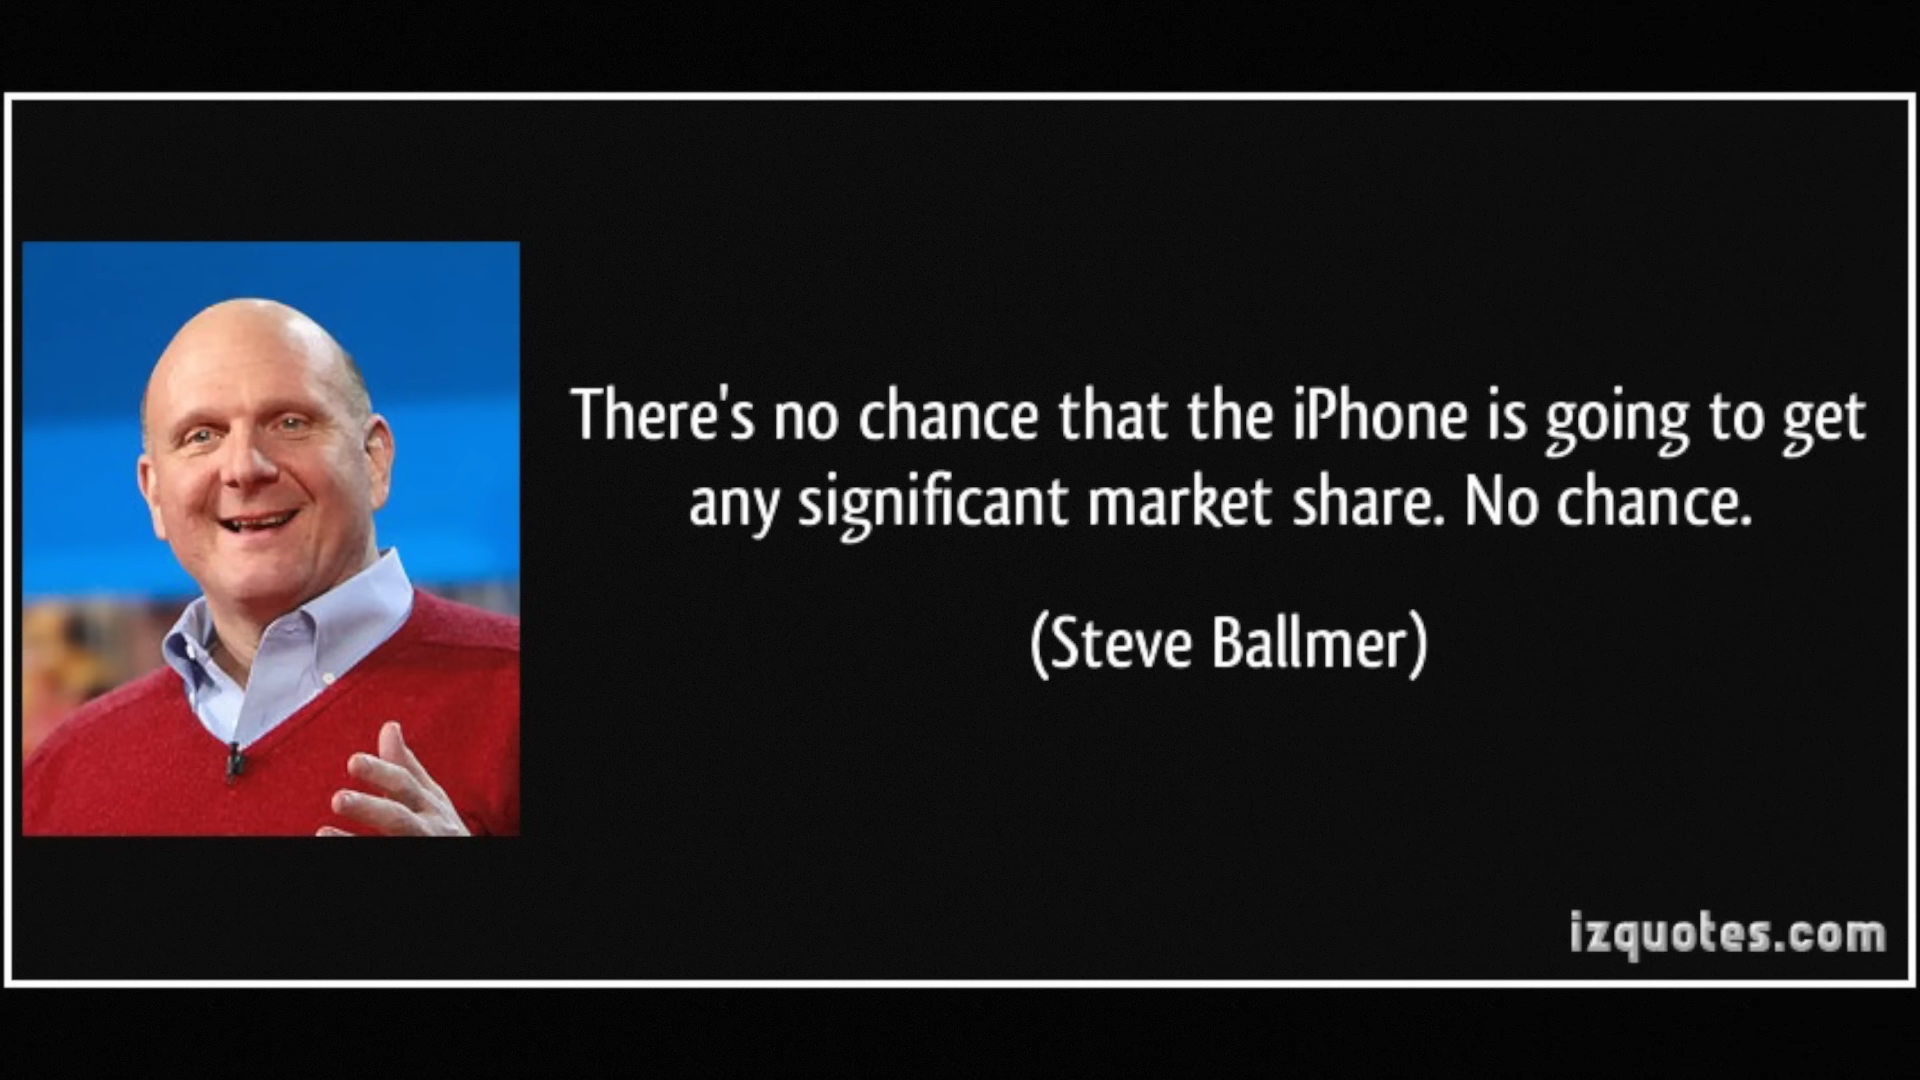 There's no chance that the iPhone is going to get
any significant market share. No chance.
(Steve Ballmer)
izquotes.com